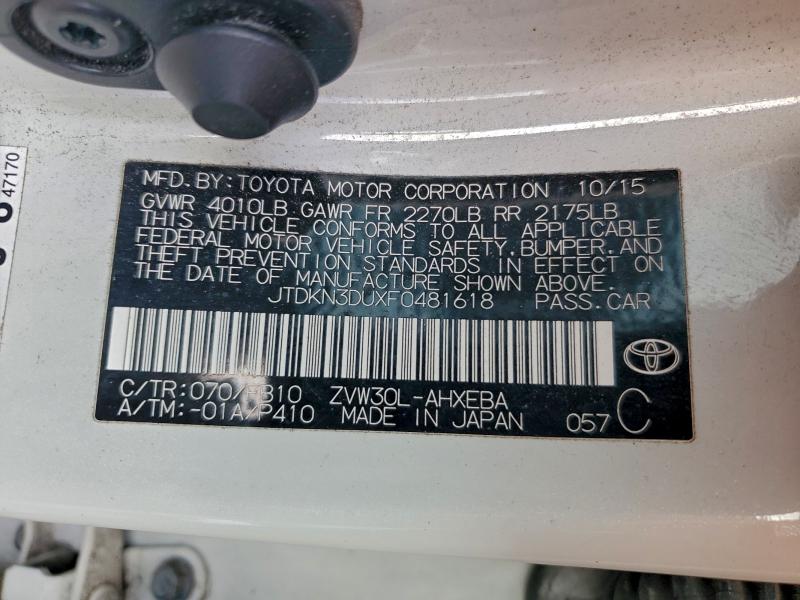 MFD.BY:TOYOTA MOTOR CORPORATION 10/15
GVWR 4010LB GAWR FR 2270LB RR 2175LB
THIS VEHICLE CONFORMS TO ALL APPLICABLE
FEDERAL MOTOR VEHICLE SAFETY, BUMPER, AND
THEFT PREVENTION STANDARDS IN EFFECT ON
THE DATE OF MANUFACTURE SHOWN ABOVE.
JTDKN3DUXF0481618 PASS.CAR
C/TR:070/FB10 ZVW30L-AHXEBA
A/TM:-01A/P410 MADE IN JAPAN 057 C
47170